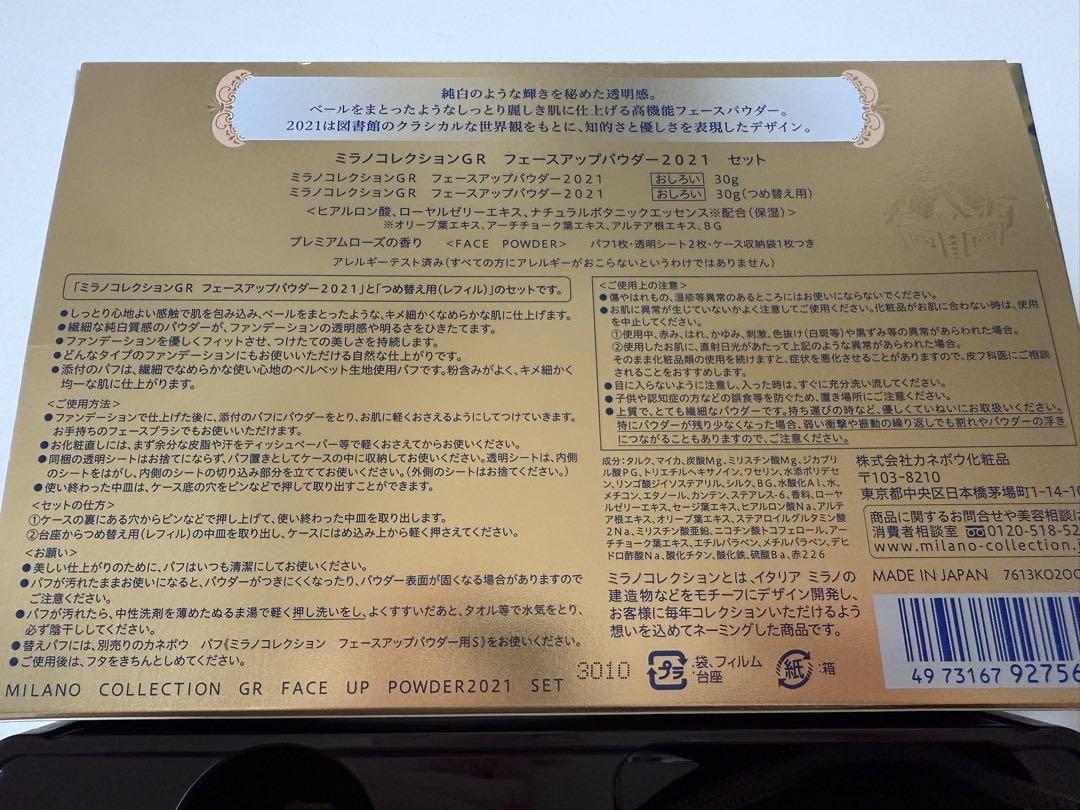 純白のような輝きを秘めた透明感。
ベールをまとったようなしっとり麗しき肌に仕上げる高機能フェースパウダー。
2021は図書館のクラシカルな世界観をもとに、知的さと優しさを表現したデザイン。
ミラノコレクションGR フェースアップパウダー2021 セット
ミラノコレクションGR フェースアップパウダー2021 おしろい 30g
ミラノコレクションGR フェースアップパウダー2021 おしろい 30g(つめ替え用)
<ヒアルロン酸、ローヤルゼリーエキス、ナチュラルボタニックエッセンス※配合(保湿)>
※オリーブ葉エキス、アーチチョーク葉エキス、アルテア根エキス、BG
プレミアムローズの香り <FACE POWDER> パフ1枚・透明シート2枚・ケース収納袋1枚つき
アレルギーテスト済み(すべての方にアレルギーがおこらないというわけではありません)
「ミラノコレクションGR フェースアップパウダー2021」と「つめ替え用(レフィル)」のセットです。
●しっとり心地よい感触で肌を包み込み、ベールをまとったような、キメ細かくなめらかな肌に仕上げます。
●繊細な純白質感のパウダーが、ファンデーションの透明感や明るさをひきたてます。
●ファンデーションを優しくフィットさせ、つけたての美しさを持続します。
●どんなタイプのファンデーションにもお使いいただける自然な仕上がりです。
●添付のパフは、繊細でなめらかな使い心地のベルベット生地使用パフです。粉含みがよく、キメ細かく
均一な肌に仕上がります。
<ご使用方法>
●ファンデーションで仕上げた後に、添付のパフにパウダーをとり、お肌に軽くおさえるようにしてつけていきます。
お手持ちのフェースブラシでもお使いいただけます。
●お化粧直しには、まず余分な皮脂や汗をティッシュペーパー等で軽くおさえてからお使いください。
●同梱の透明シートはお捨てにならず、パフ置きとしてケースの中に収納してお使いください。透明シートは、内側
のシートをはがし、内側のシートの切り込み部分を立ててお使いください。(外側のシートはお捨てください。)
●使い終わった中皿は、ケース底の穴をピンなどで押して取り出すことができます。
<セットの仕方>
①ケースの裏にある穴からピンなどで押し上げて、使い終わった中皿を取り出します。
②台座からつめ替え用(レフィル)の中皿を取り出し、ケースにはめ込み上から軽く押さえてください。
<お願い>
●美しい仕上がりのために、パフはいつも清潔にしてお使いください。
●パフが汚れたままお使いになると、パウダーがつきにくくなったり、パウダー表面が固くなる場合がありますので
ご注意ください。
●パフが汚れたら、中性洗剤を薄めたぬるま湯で軽く押し洗いをし、よくすすいだあと、タオル等で水気をとり、
必ず陰干ししてください。
●替えパフには、別売りのカネボウ パフ《ミラノコレクション フェースアップパウダー用S》をお使いください。
●ご使用後は、フタをきちんとしめてください。
MILANO COLLECTION GR FACE UP POWDER2021 SET
3010
<ご使用上の注意>
●傷やはれもの、湿疹等異常のあるところにはお使いにならないでください。
●お肌に異常が生じていないかよく注意してご使用ください。化粧品がお肌に合わない時は、使用
を中止してください。
①使用中、赤み、はれ、かゆみ、刺激、色抜け(白斑等)や黒ずみ等の異常があらわれた場合。
②使用したお肌に、直射日光があたって上記のような異常があらわれた場合。
そのまま化粧品類の使用を続けますと、症状を悪化させることがありますので、皮フ科医にご相談
されることをおすすめします。
●目に入らないように注意し、入った時は、すぐに充分洗い流してください。
●子供や認知症の方などの誤食等を防ぐため、置き場所にご注意ください。
●上質で、とても繊細なパウダーです。持ち運びの時など、優しくていねいにお取扱いください。
特にパウダーが残り少なくなった場合、弱い衝撃や振動の繰り返しでも割れやパウダーの浮き
につながることもありますので、ご注意ください。
成分:タルク、マイカ、炭酸Mg、ミリスチン酸Mg、ジカプリ
ル酸PG、トリエチルヘキサノイン、ワセリン、水添ポリデセ
ン、リンゴ酸ジイソステアリル、シルク、BG、水酸化Al、水、
メチコン、エタノール、カンテン、ステアレス-6、香料、ロー
ヤルゼリーエキス、セージ葉エキス、ヒアルロン酸Na、アルテ
ア根エキス、オリーブ葉エキス、ステアロイルグルタミン酸
2Na、ミリスチン酸亜鉛、ニコチン酸トコフェロール、アー
チチョーク葉エキス、エチルパラベン、メチルパラベン、デヒ
ドロ酢酸Na、酸化チタン、酸化鉄、硫酸Ba、赤226
ミラノコレクションとは、イタリア ミラノの
建造物などをモチーフにデザイン開発し、
お客様に毎年コレクションいただけるよう
想いを込めてネーミングした商品です。
プラ :袋、フィルム
台座
紙 :箱
株式会社カネボウ化粧品
〒103-8210
東京都中央区日本橋茅場町1-14-10
商品に関するお問合せや美容相談は
消費者相談室 0120-518-52
www.milano-collection.j
MADE IN JAPAN 7613KO20C
49 73167 92756